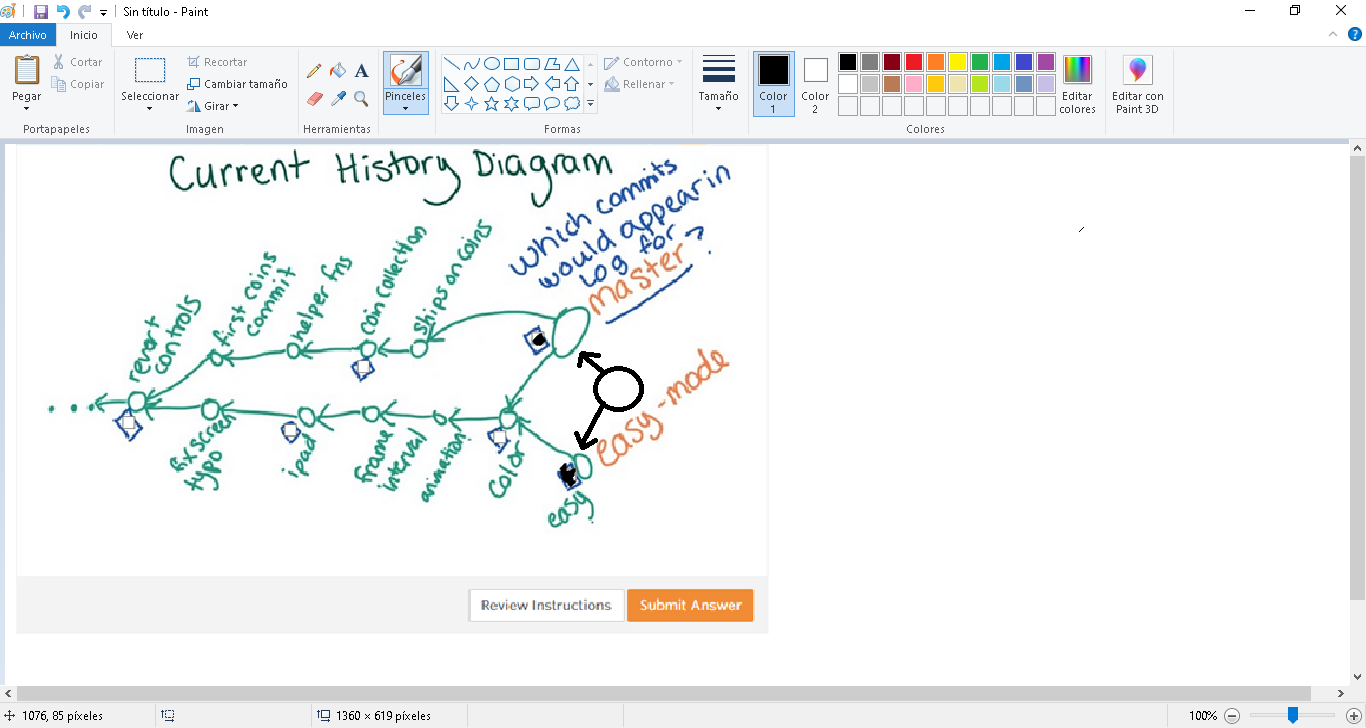 Sin título - Paint
Archivo
Inicio
Ver
Pegar
Cortar
Copiar
Portapapeles
Seleccionar
Recortar
Cambiar tamaño
Girar
Imagen
A
Herramientas
Pinceles
Formas
Contorno
Rellenar
Tamaño
Color
1
Color
2
Colores
Editar
colores
Editar con
Paint 3D
Current History Diagram
which commits
would appear in
log for
master?
revert
controls
first coins
commit
helper fns
coin collection
ships on coins
fix screen
typo
ipad
frame
interval
animation
color
easy
easy-mode
Review Instructions
Submit Answer
1076, 85 píxeles
1360 × 619 píxeles
100%